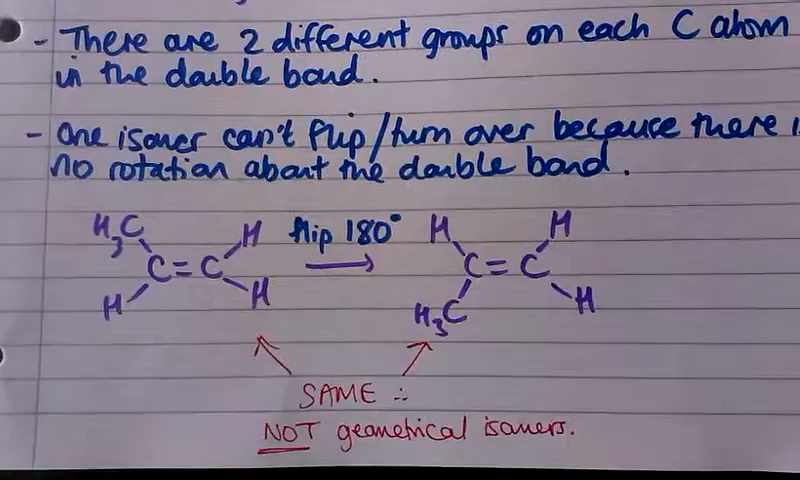 - There are 2 different groups on each C atom
in the double bond.
- One isomer can't flip/turn over because there i
no rotation about the double bond.
H₃C H flip 180° H H
C=C → C=C
H H H₃C H
SAME ∴
NOT geometrical isomers.